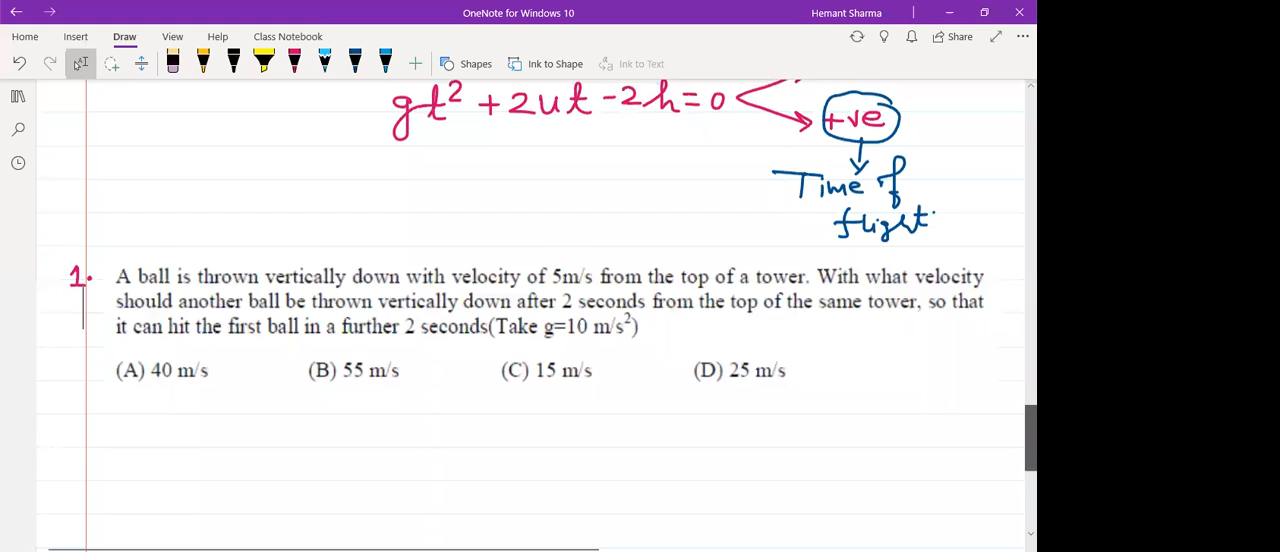 OneNote for Windows 10
Hemant Sharma
Home Insert Draw View Help Class Notebook
Share
Shapes Ink to Shape Ink to Text
gt² + 2ut - 2h = 0
+ve
Time of
flight
1. A ball is thrown vertically down with velocity of 5m/s from the top of a tower. With what velocity
should another ball be thrown vertically down after 2 seconds from the top of the same tower, so that
it can hit the first ball in a further 2 seconds(Take g=10 m/s²)
(A) 40 m/s (B) 55 m/s (C) 15 m/s (D) 25 m/s